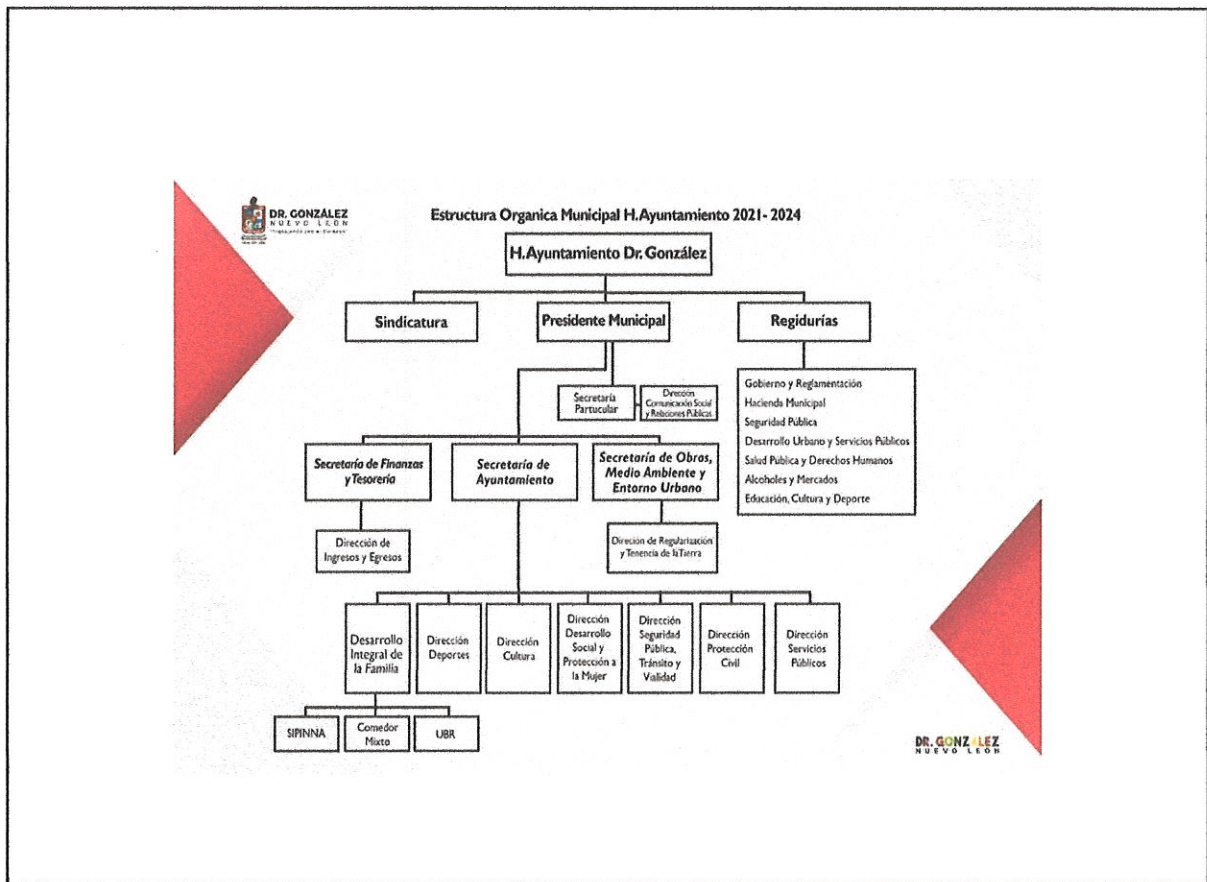 DR. GONZÁLEZ
NUEVO LEÓN
Estructura Organica Municipal H.Ayuntamiento 2021- 2024
H.Ayuntamiento Dr. González
Sindicatura
Presidente Municipal
Regidurías
Secretaría
Partucular
Dirección
Comunicación Social
y Relaciones Públicas
Gobierno y Reglamentación
Hacienda Municipal
Seguridad Pública
Desarrollo Urbano y Servicios Públicos
Salud Pública y Derechos Humanos
Alcoholes y Mercados
Educación, Cultura y Deporte
Secretaría de Finanzas
y Tesorería
Secretaría de
Ayuntamiento
Secretaría de Obras,
Medio Ambiente y
Entorno Urbano
Dirección de
Ingresos y Egresos
Direción de Regularización
y Tenencia de la Tierra
Desarrollo
Integral de
la Familia
Dirección
Deportes
Dirección
Cultura
Dirección
Desarrollo
Social y
Protección a
la Mujer
Dirección
Seguridad
Pública,
Tránsito y
Vialidad
Dirección
Protección
Civil
Dirección
Servicios
Públicos
SIPINNA
Comedor
Mixto
UBR
DR. GONZÁLEZ
NUEVO LEÓN